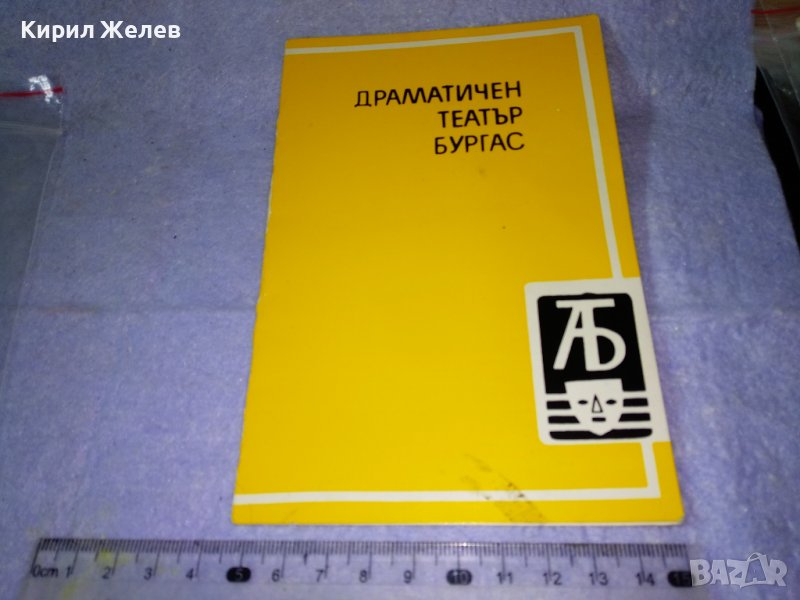 Кирил Желев
ДРАМАТИЧЕН
ТЕАТЪР
БУРГАС
0cm 1 2 3 4 5 6 7 8 9 10 11 12 13 14 15
BAZAR